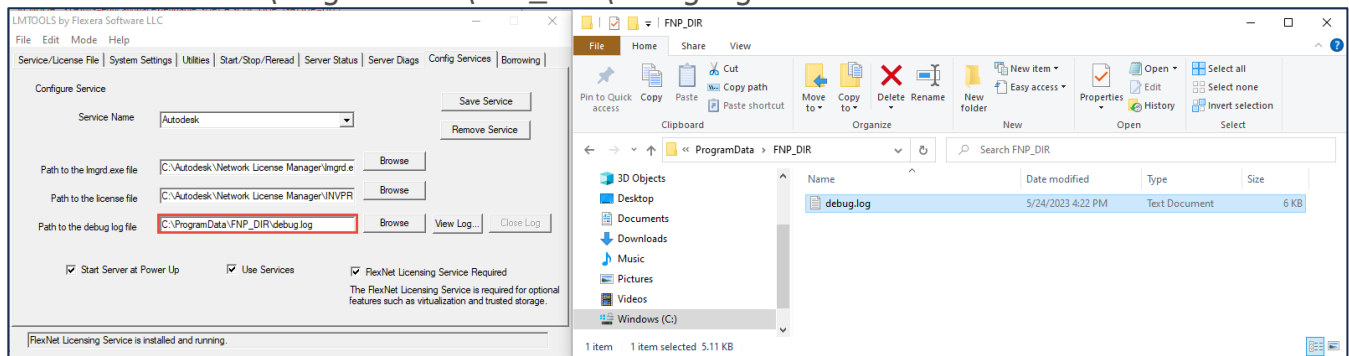 LMTOOLS by Flexera Software LLC
File Edit Mode Help
Service/License File System Settings Utilities Start/Stop/Reread Server Status Server Diags Config Services Borrowing
Configure Service
Save Service
Service Name Autodesk
Remove Service
Path to the lmgrd.exe file C:\Autodesk\Network License Manager\lmgrd.e Browse
Path to the license file C:\Autodesk\Network License Manager\INVPR Browse
Path to the debug log file C:\ProgramData\FNP_DIR\debug.log Browse View Log... Close Log
Start Server at Power Up Use Services FlexNet Licensing Service Required
The FlexNet Licensing Service is required for optional
features such as virtualization and trusted storage.
FlexNet Licensing Service is installed and running.
FNP_DIR
File Home Share View
Pin to Quick access
Copy
Paste
Cut
Copy path
Paste shortcut
Move to
Copy to
Delete
Rename
New folder
New item
Easy access
Properties
Open
Edit
History
Select all
Select none
Invert selection
Clipboard Organize New Open Select
« ProgramData › FNP_DIR
Search FNP_DIR
Name Date modified Type Size
debug.log 5/24/2023 4:22 PM Text Document 6 KB
3D Objects
Desktop
Documents
Downloads
Music
Pictures
Videos
Windows (C:)
1 item 1 item selected 5.11 KB